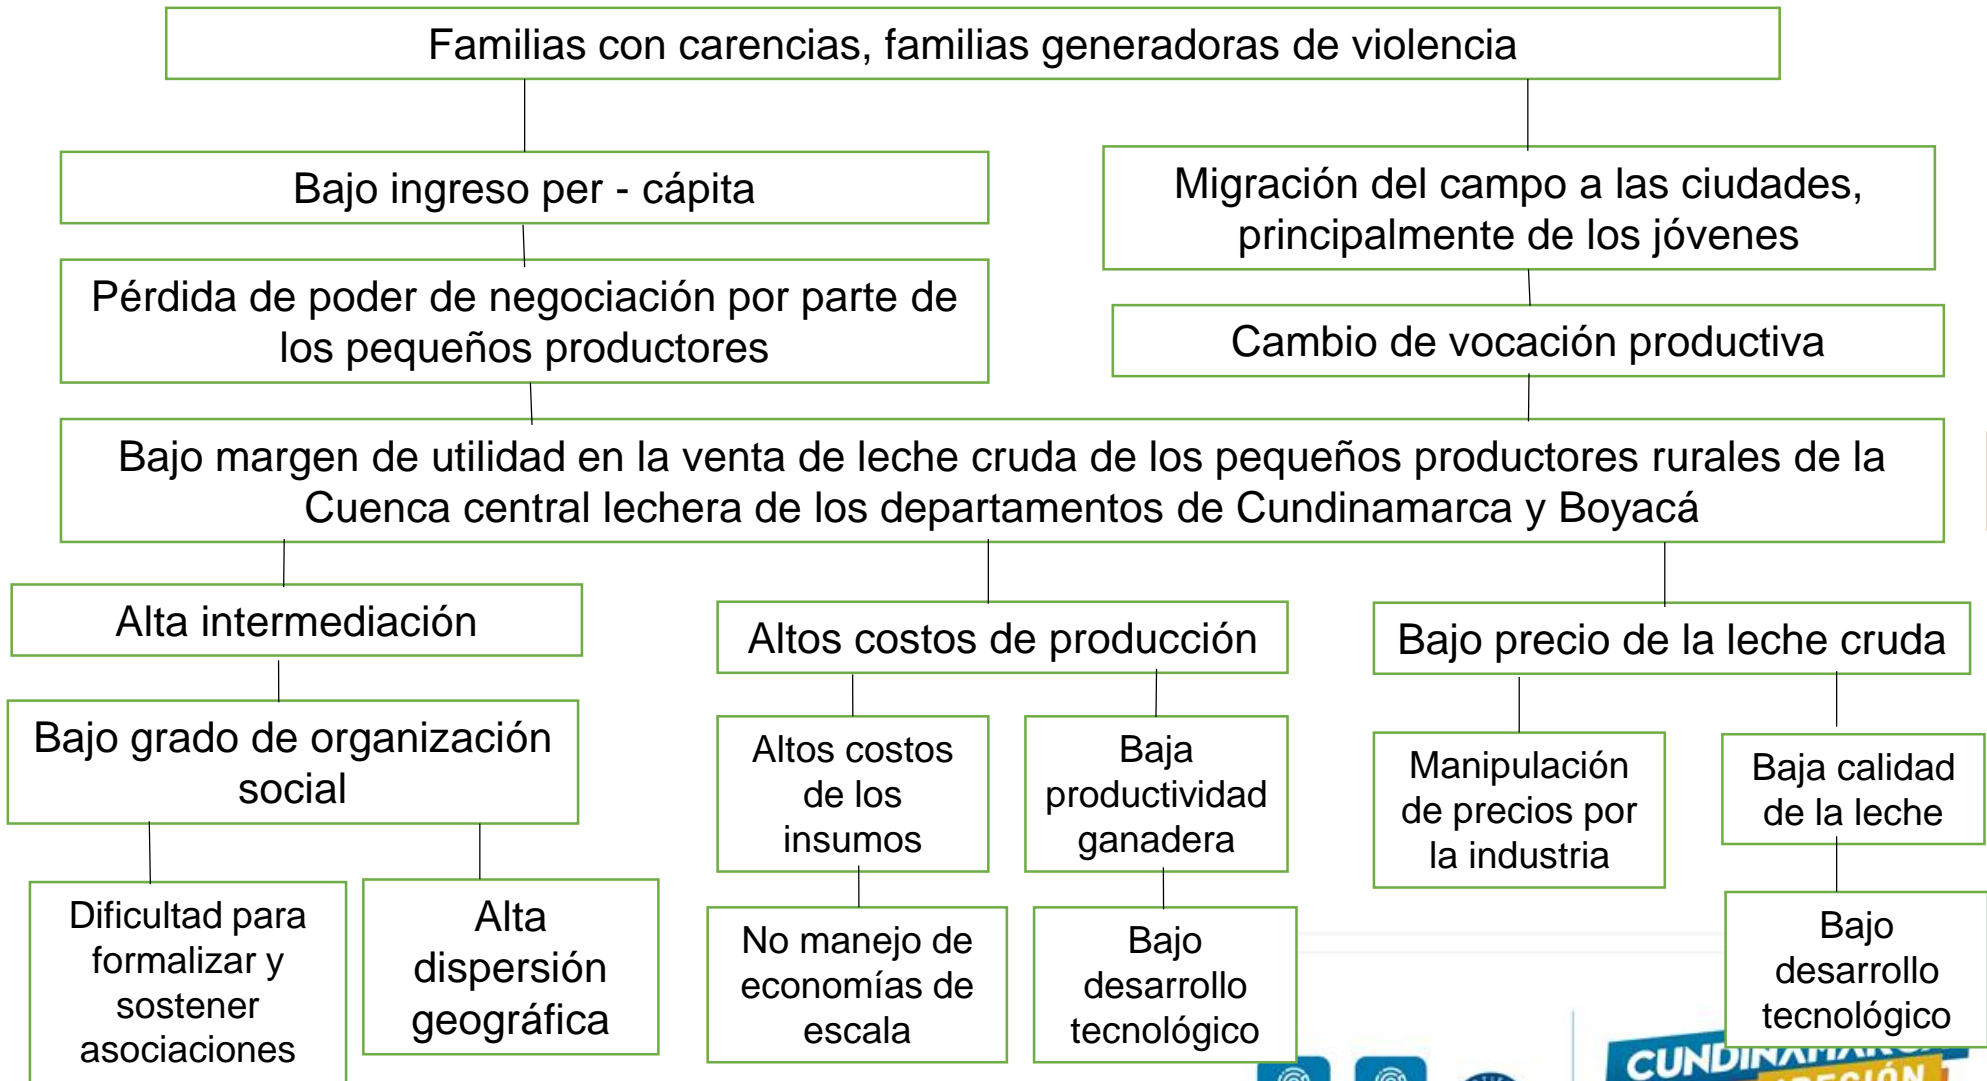 Familias con carencias, familias generadoras de violencia
Bajo ingreso per - cápita
Migración del campo a las ciudades,
principalmente de los jóvenes
Pérdida de poder de negociación por parte de
los pequeños productores
Cambio de vocación productiva
Bajo margen de utilidad en la venta de leche cruda de los pequeños productores rurales de la
Cuenca central lechera de los departamentos de Cundinamarca y Boyacá
Alta intermediación
Altos costos de producción
Bajo precio de la leche cruda
Bajo grado de organización
social
Altos costos
de los
insumos
Baja
productividad
ganadera
Manipulación
de precios por
la industria
Baja calidad
de la leche
Dificultad para
formalizar y
sostener
asociaciones
Alta
dispersión
geográfica
No manejo de
economías de
escala
Bajo
desarrollo
tecnológico
Bajo
desarrollo
tecnológico
CUNDINAMARCA